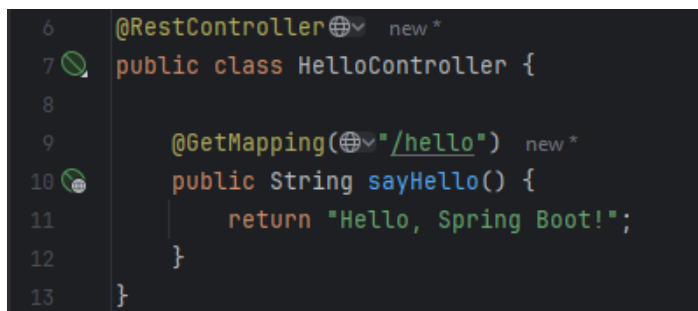 6 @RestController new *
7 public class HelloController {
8
9 @GetMapping("/hello") new *
10 public String sayHello() {
11 return "Hello, Spring Boot!";
12 }
13 }